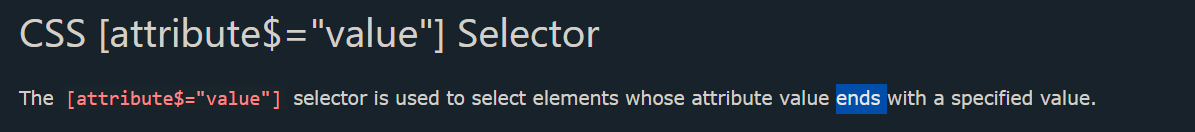 CSS [attribute$="value"] Selector
The [attribute$="value"] selector is used to select elements whose attribute value ends with a specified value.